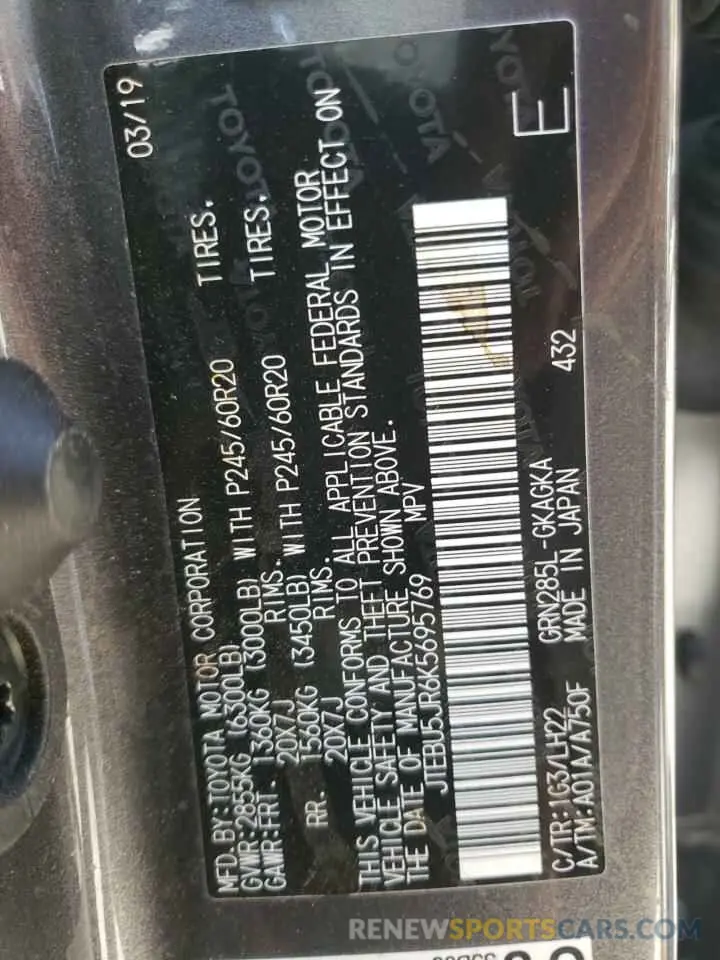 MFD.BY:TOYOTA MOTOR CORPORATION 03/19
GVWR:2855KG (6300LB)
GAWR:FRT. 1360KG (3000LB) WITH P245/60R20 TIRES.
20X7J RIMS.
RR. 1560KG (3450LB) WITH P245/60R20 TIRES.
20X7J RIMS.
THIS VEHICLE CONFORMS TO ALL APPLICABLE FEDERAL MOTOR
VEHICLE SAFETY AND THEFT PREVENTION STANDARDS IN EFFECT ON
THE DATE OF MANUFACTURE SHOWN ABOVE.
JTEBU5JR6K5695769 MPV
C/TR:1G3/LH22 GRN285L-GKAGKA 432
A/TM:A01A/A750F MADE IN JAPAN
E
RENEWSPORTSCARS.COM